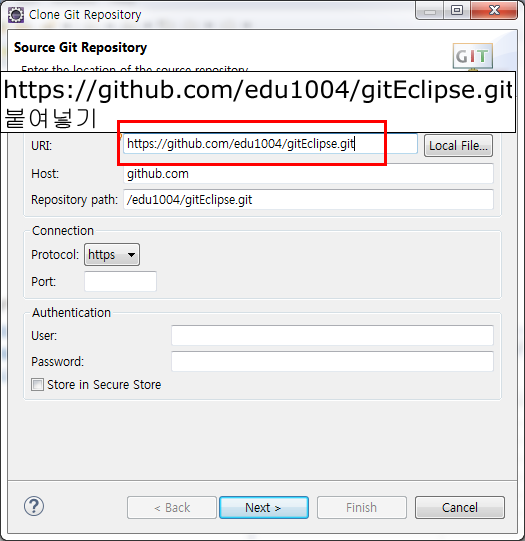 Clone Git Repository
Source Git Repository
GIT
Enter the location of the source repository.
https://github.com/edu1004/gitEclipse.git
붙여넣기
URI: https://github.com/edu1004/gitEclipse.git Local File...
Host: github.com
Repository path: /edu1004/gitEclipse.git
Connection
Protocol: https
Port:
Authentication
User:
Password:
Store in Secure Store
? < Back Next > Finish Cancel